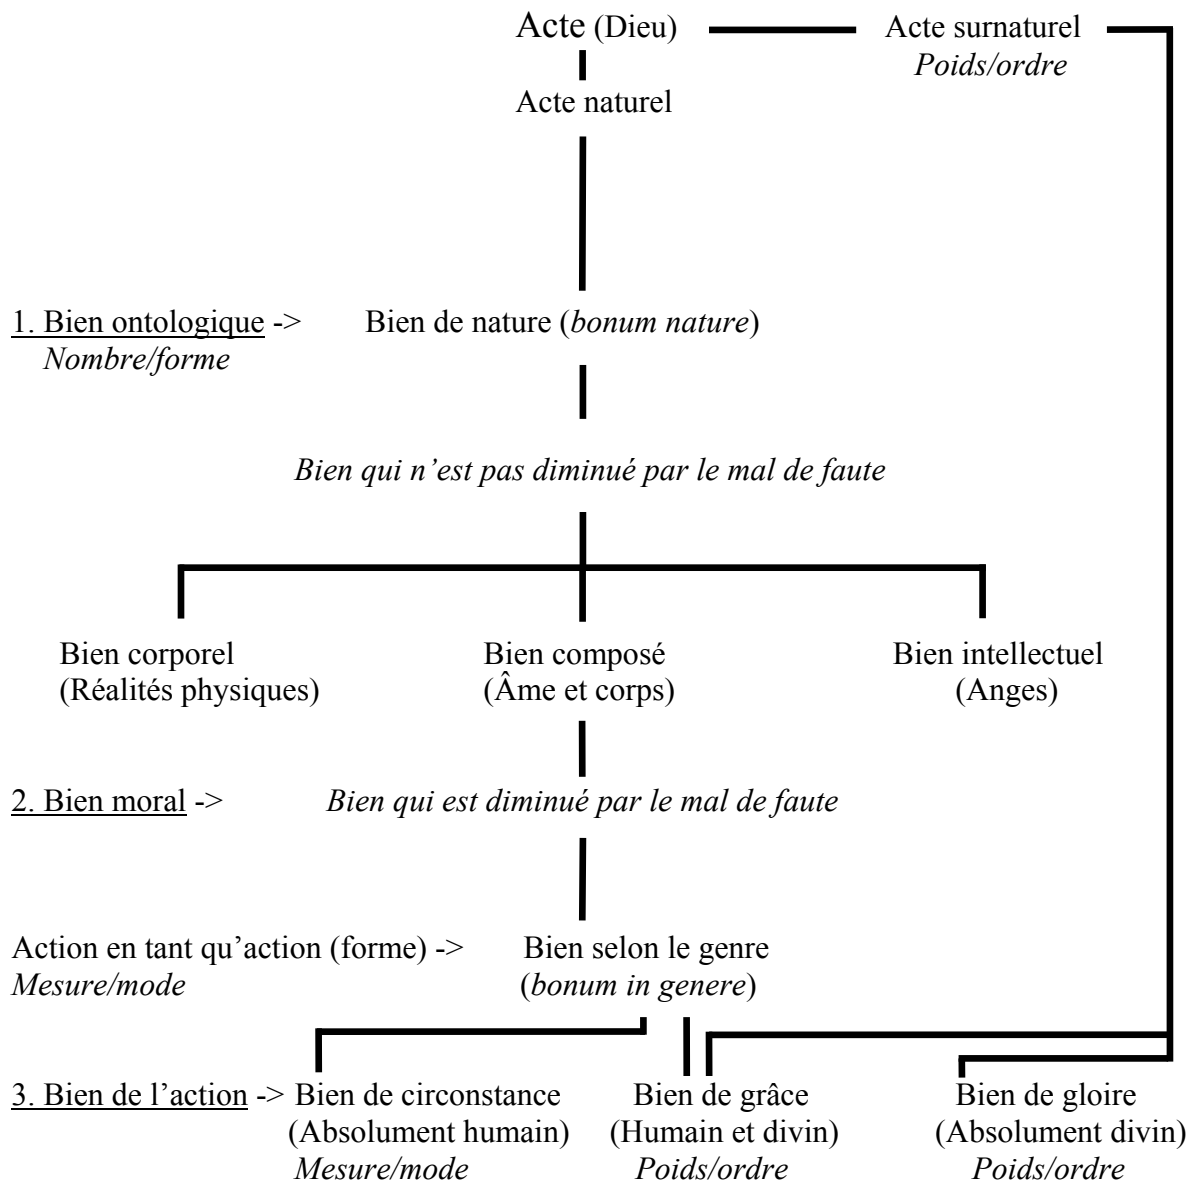 Acte (Dieu) Acte surnaturel
Poids/ordre
Acte naturel
1. Bien ontologique -> Bien de nature (bonum nature)
Nombre/forme
Bien qui n’est pas diminué par le mal de faute
Bien corporel Bien composé Bien intellectuel
(Réalités physiques) (Âme et corps) (Anges)
2. Bien moral -> Bien qui est diminué par le mal de faute
Action en tant qu’action (forme) -> Bien selon le genre
Mesure/mode (bonum in genere)
3. Bien de l’action -> Bien de circonstance Bien de grâce Bien de gloire
(Absolument humain) (Humain et divin) (Absolument divin)
Mesure/mode Poids/ordre Poids/ordre